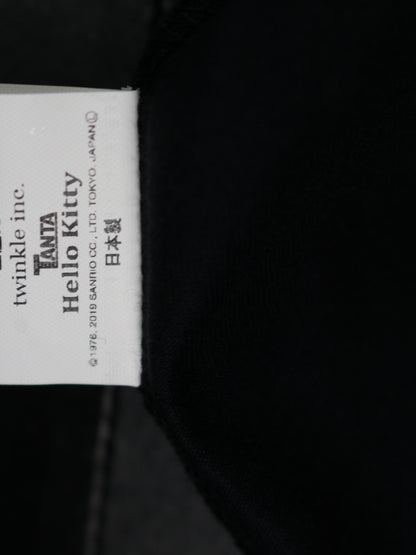 twinkle inc.
TANTA
Hello Kitty
©1976, 2019 SANRIO CO., LTD. TOKYO, JAPAN Ⓛ
日本製